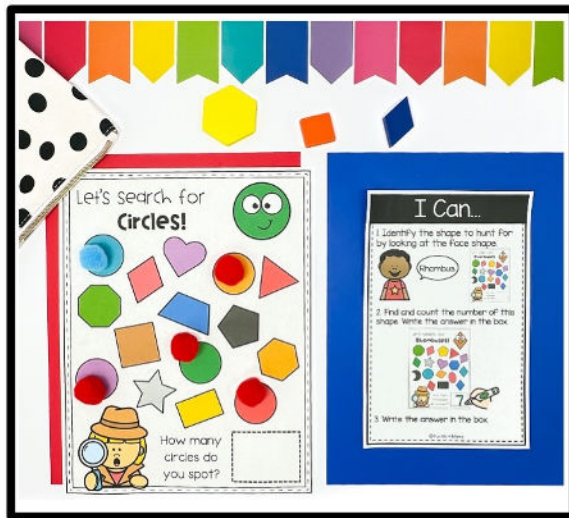 Let's search for
Circles!
How many
circles do
you spot?
I Can...
1. Identify the shape to hunt for
by looking at the face shape.
Rhombus
2. Find and count the number of this
shape. Write the answer in the box.
Rhombuses!
7
3. Write the answer in the box.